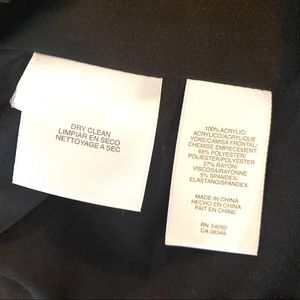 DRY CLEAN
LIMPIAR EN SECO
NETTOYAGE A SEC
100% ACRYLIC/
ACRYLICO/ACRYLIQUE
YOKE/CAMISA FRONTAL/
CHEMISE EMPIECEMENT:
68% POLYESTER/
POLIESTER/POLYESTER
27% RAYON/
VISCOSA/RAYON
5% SPANDEX/
ELASTANO/SPANDEX
MADE IN CHINA
HECHO EN CHINA
FAIT EN CHINE
RN 54050
CA 06349